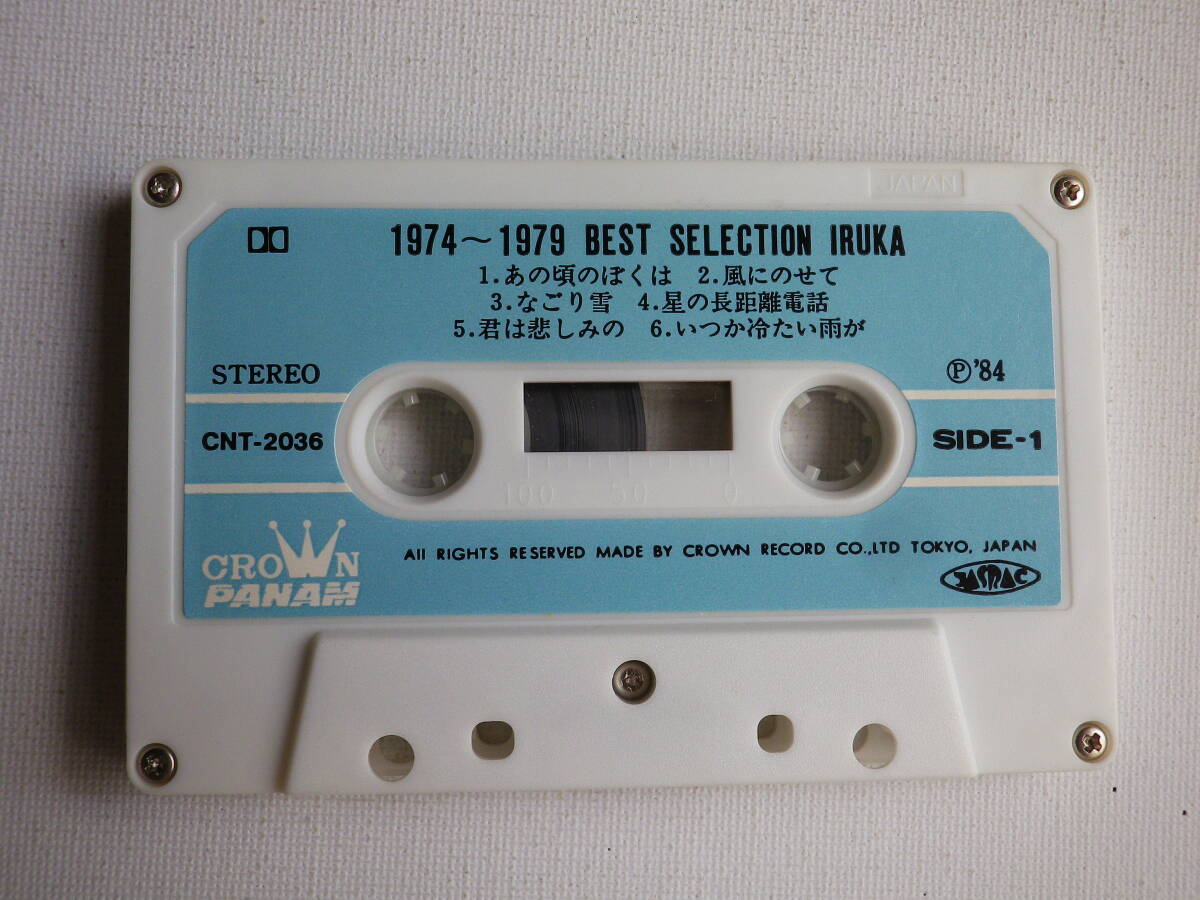 JAPAN
1974～1979 BEST SELECTION IRUKA
1.あの頃のぼくは 2.風にのせて
3.なごり雪 4.星の長距離電話
5.君は悲しみの 6.いつか冷たい雨が
STEREO
Ⓟ'84
CNT-2036
SIDE-1
100 50 0
CROWN
PANAM
All RIGHTS RESERVED MADE BY CROWN RECORD CO.,LTD TOKYO, JAPAN
JASRAC